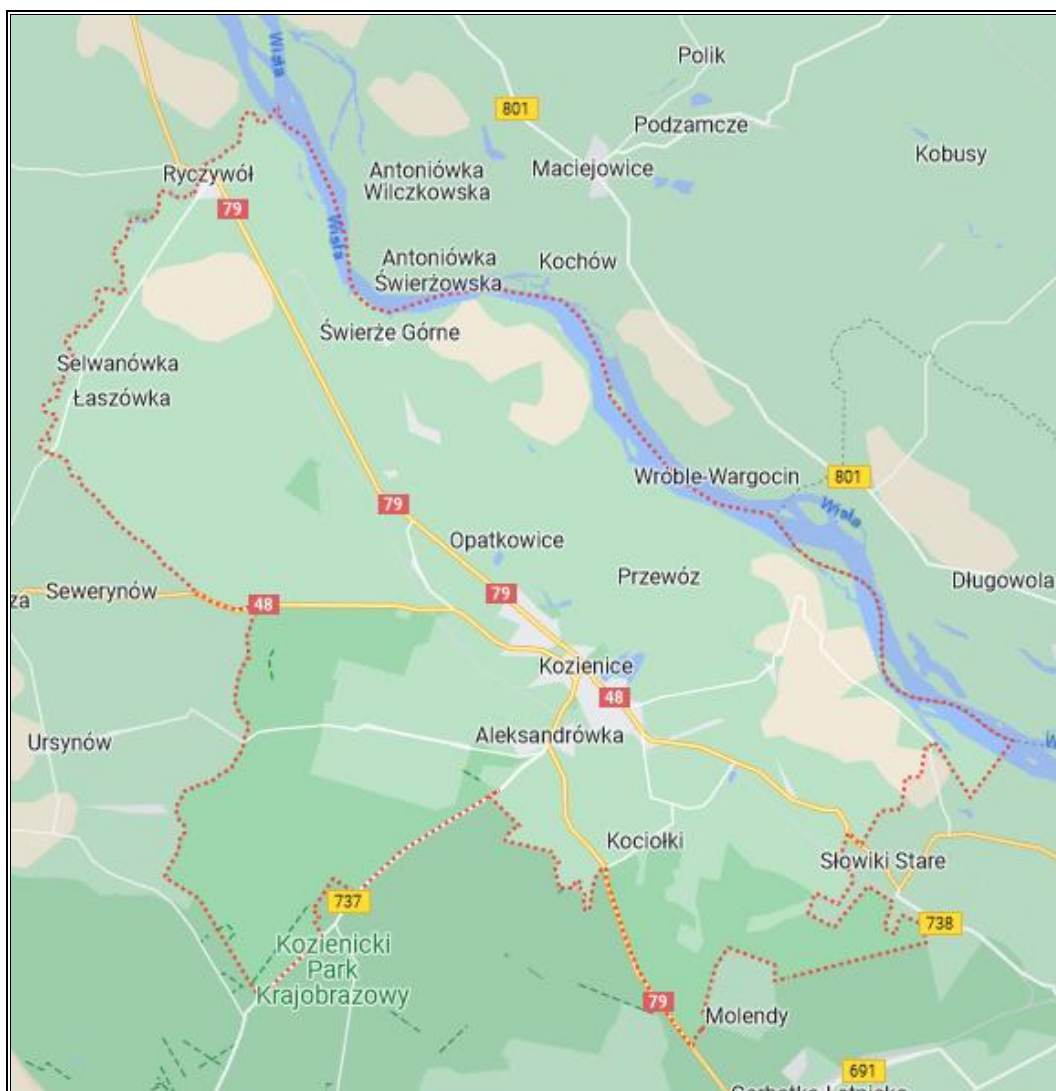 Wisła
Polik
801
Podzamcze
Kobusy
Ryczywół
Antoniówka
Wilczkowska
Maciejowice
79
Wisła
Antoniówka
Świerżowska
Kochów
Świerże Górne
Selwanówka
Łaszówka
Wróble-Wargocin
801
79
Wisła
Opatkowice
Przewóz
Długowola
za
Sewerynów
48
79
Kozienice
48
Ursynów
Aleksandrówka
W
Kociołki
Słowiki Stare
737
738
Kozienicki
Park
Krajobrazowy
79
Molendy
691